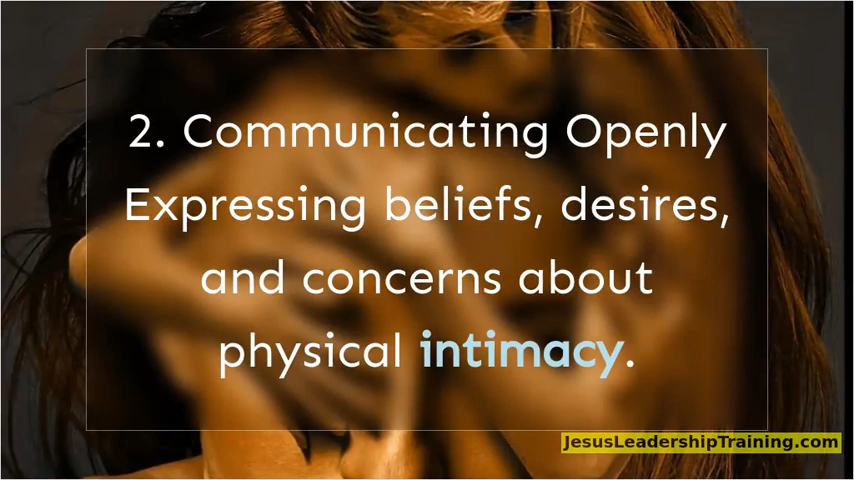 2. Communicating Openly
Expressing beliefs, desires,
and concerns about
physical intimacy.
JesusLeadershipTraining.com